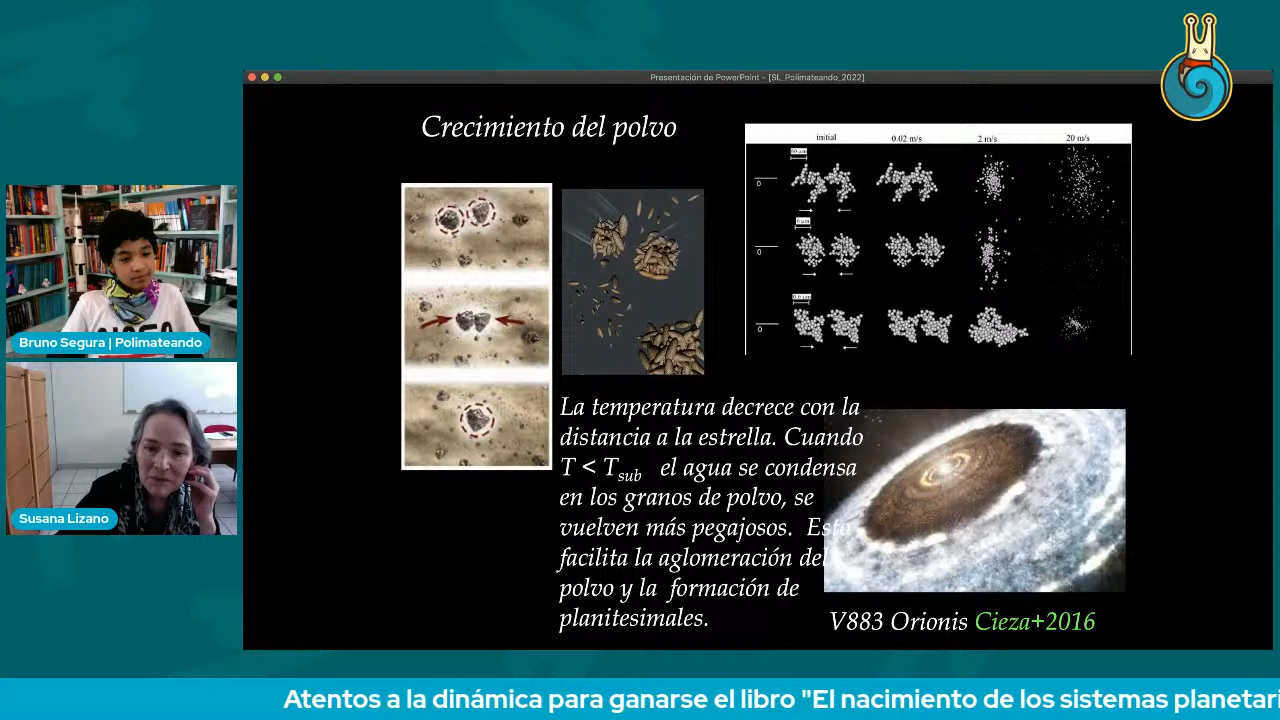 Presentación de PowerPoint - [SL_Polimateando_2022]
Crecimiento del polvo
initial 0.02 m/s 2 m/s 20 m/s
0
0
0
La temperatura decrece con la
distancia a la estrella. Cuando
T < Tsub el agua se condensa
en los granos de polvo, se
vuelven más pegajosos. Esto
facilita la aglomeración del
polvo y la formación de
planitesimales.
V883 Orionis Cieza+2016
Bruno Segura | Polimateando
Susana Lizano
Atentos a la dinámica para ganarse el libro "El nacimiento de los sistemas planetari